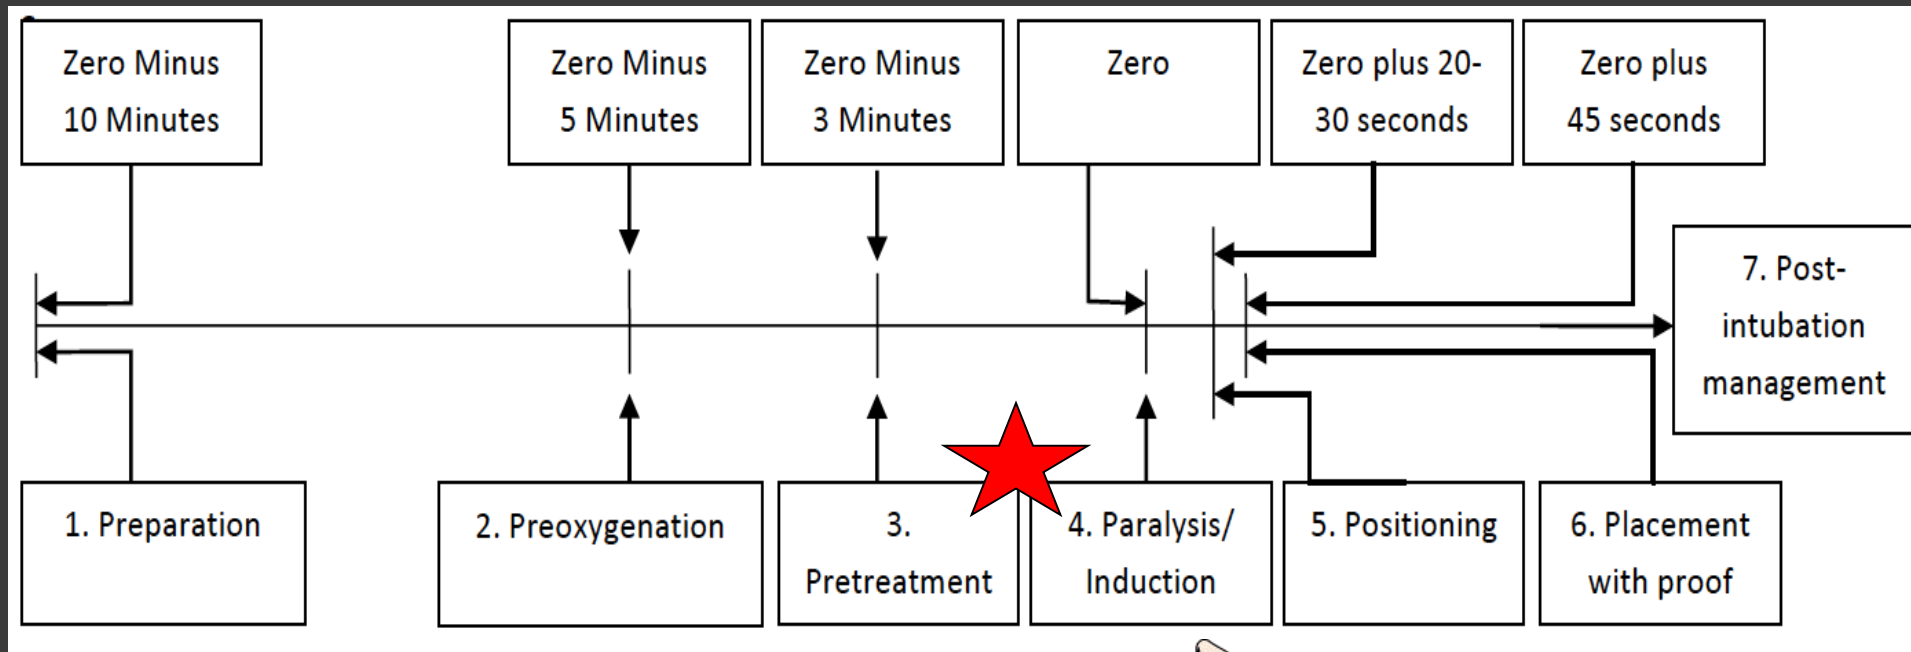 Zero Minus
10 Minutes
Zero Minus
5 Minutes
Zero Minus
3 Minutes
Zero
Zero plus 20-
30 seconds
Zero plus
45 seconds
7. Post-
intubation
management
1. Preparation
2. Preoxygenation
3.
Pretreatment
4. Paralysis/
Induction
5. Positioning
6. Placement
with proof